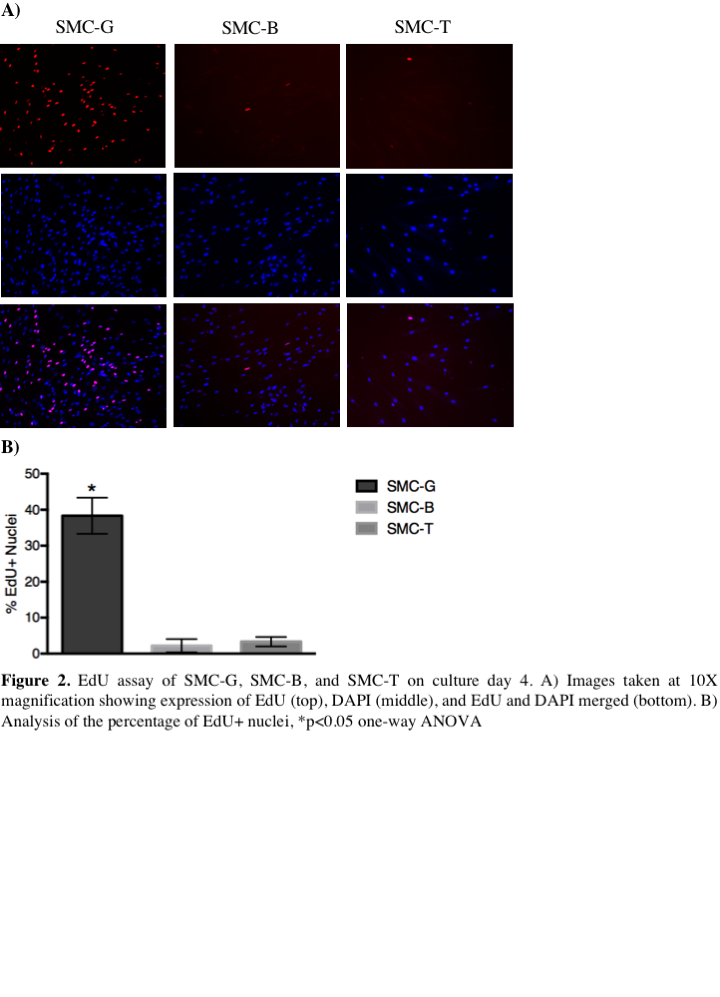 A)
SMC-G SMC-B SMC-T
B)
50
40
30
20
10
0
% EdU+ Nuclei
*
SMC-G
SMC-B
SMC-T
Figure 2. EdU assay of SMC-G, SMC-B, and SMC-T on culture day 4. A) Images taken at 10X
magnification showing expression of EdU (top), DAPI (middle), and EdU and DAPI merged (bottom). B)
Analysis of the percentage of EdU+ nuclei, *p<0.05 one-way ANOVA